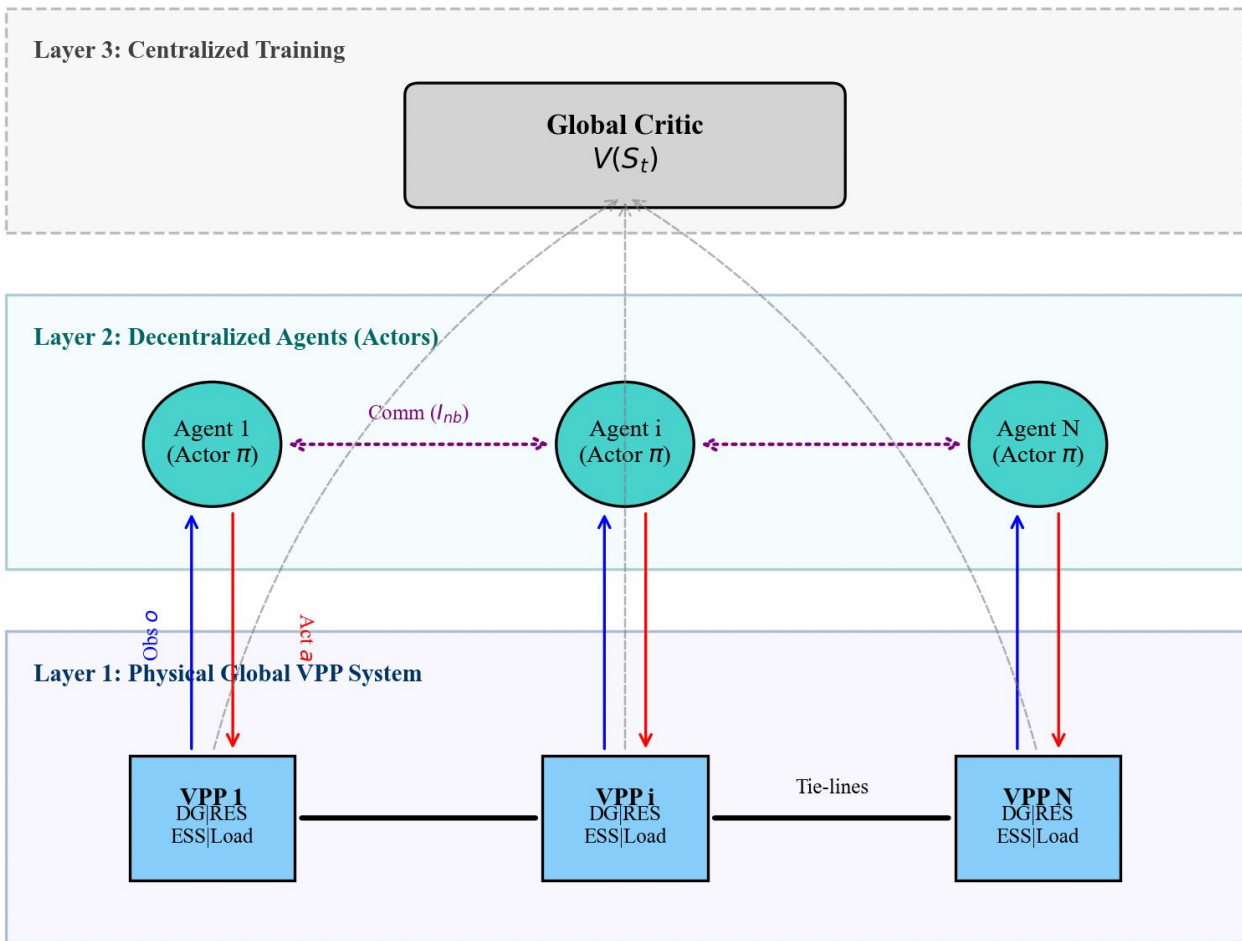 Layer 3: Centralized Training
Global Critic
V(S_t)
Layer 2: Decentralized Agents (Actors)
Comm (I_nb)
Agent 1
(Actor π)
Agent i
(Actor π)
Agent N
(Actor π)
Obs o
Act a
Layer 1: Physical Global VPP System
Tie-lines
VPP 1
DG|RES
ESS|Load
VPP i
DG|RES
ESS|Load
VPP N
DG|RES
ESS|Load